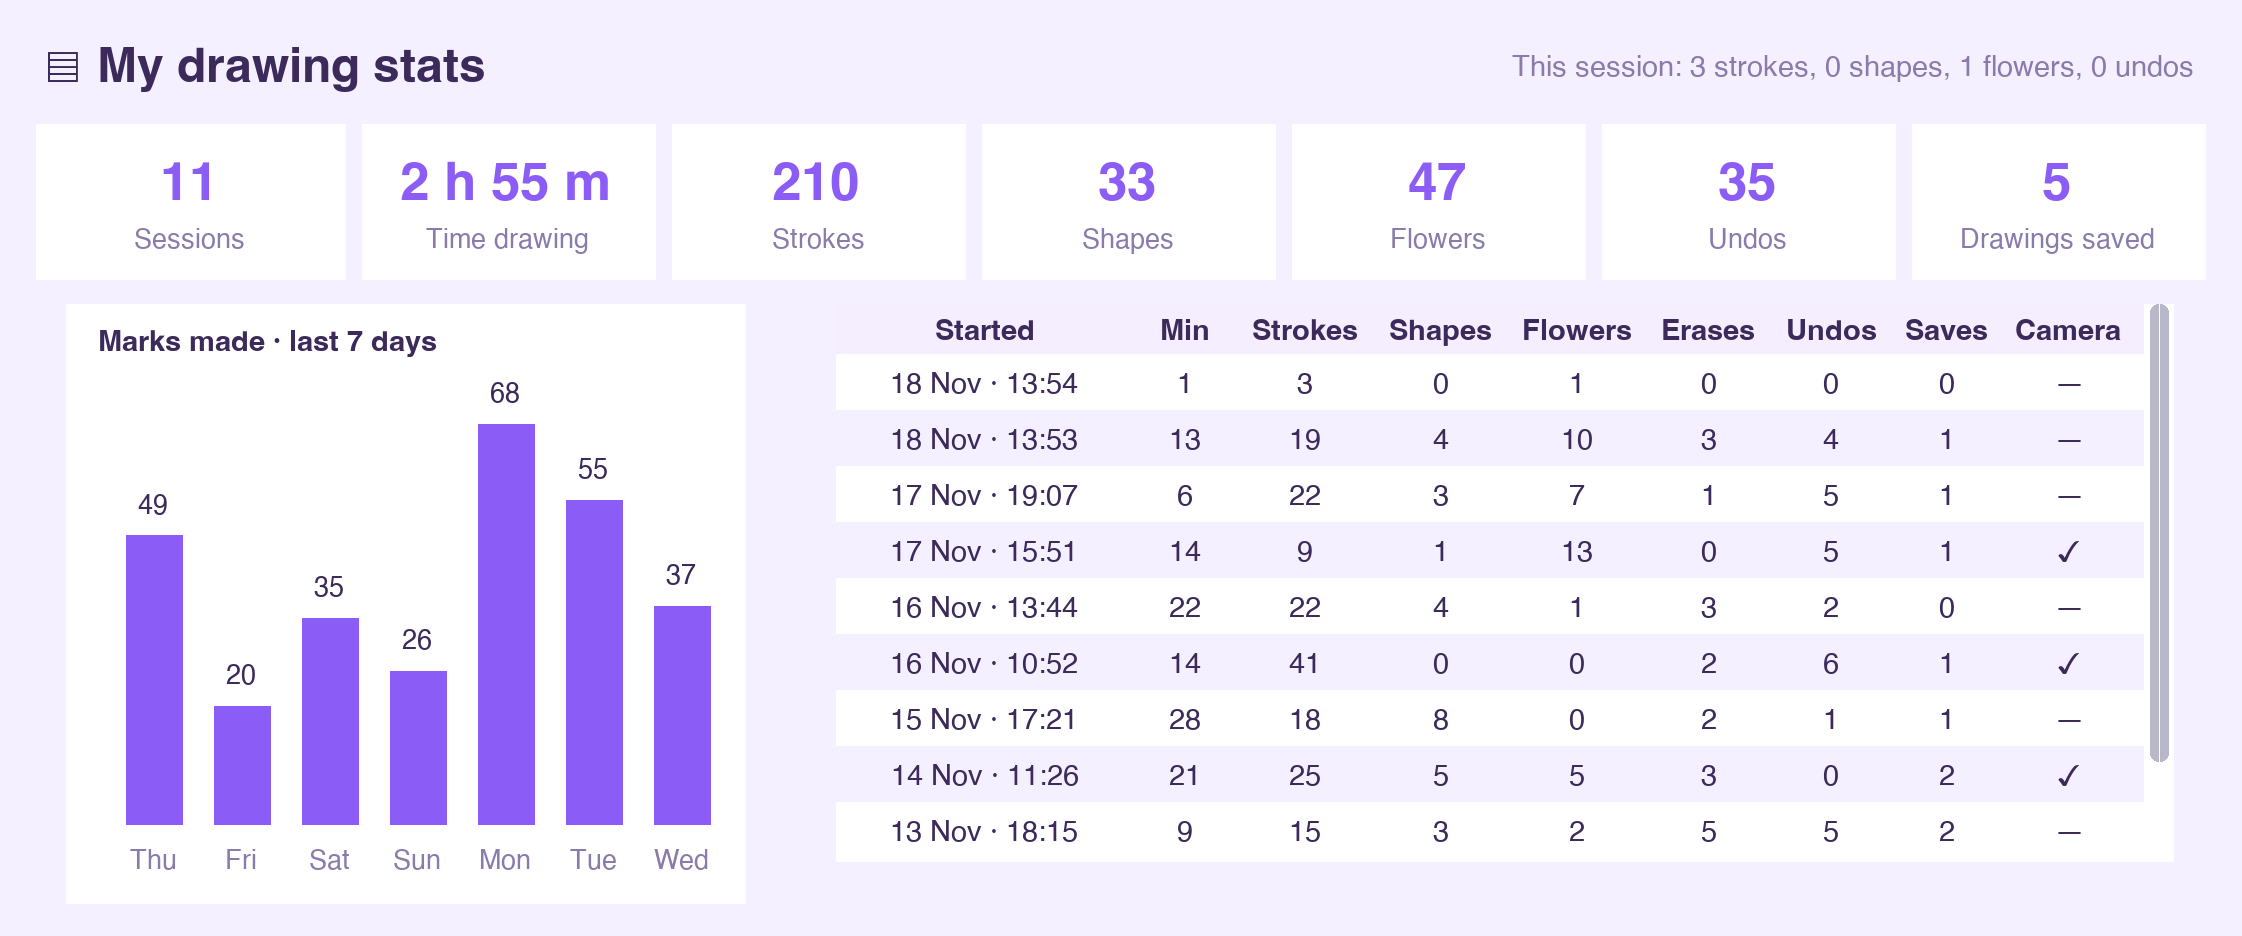 My drawing stats
This session: 3 strokes, 0 shapes, 1 flowers, 0 undos
11
Sessions
2 h 55 m
Time drawing
210
Strokes
33
Shapes
47
Flowers
35
Undos
5
Drawings saved
Marks made · last 7 days
49
20
35
26
68
55
37
Thu Fri Sat Sun Mon Tue Wed
Started Min Strokes Shapes Flowers Erases Undos Saves Camera
18 Nov · 13:54 1 3 0 1 0 0 0 —
18 Nov · 13:53 13 19 4 10 3 4 1 —
17 Nov · 19:07 6 22 3 7 1 5 1 —
17 Nov · 15:51 14 9 1 13 0 5 1 ✓
16 Nov · 13:44 22 22 4 1 3 2 0 —
16 Nov · 10:52 14 41 0 0 2 6 1 ✓
15 Nov · 17:21 28 18 8 0 2 1 1 —
14 Nov · 11:26 21 25 5 5 3 0 2 ✓
13 Nov · 18:15 9 15 3 2 5 5 2 —